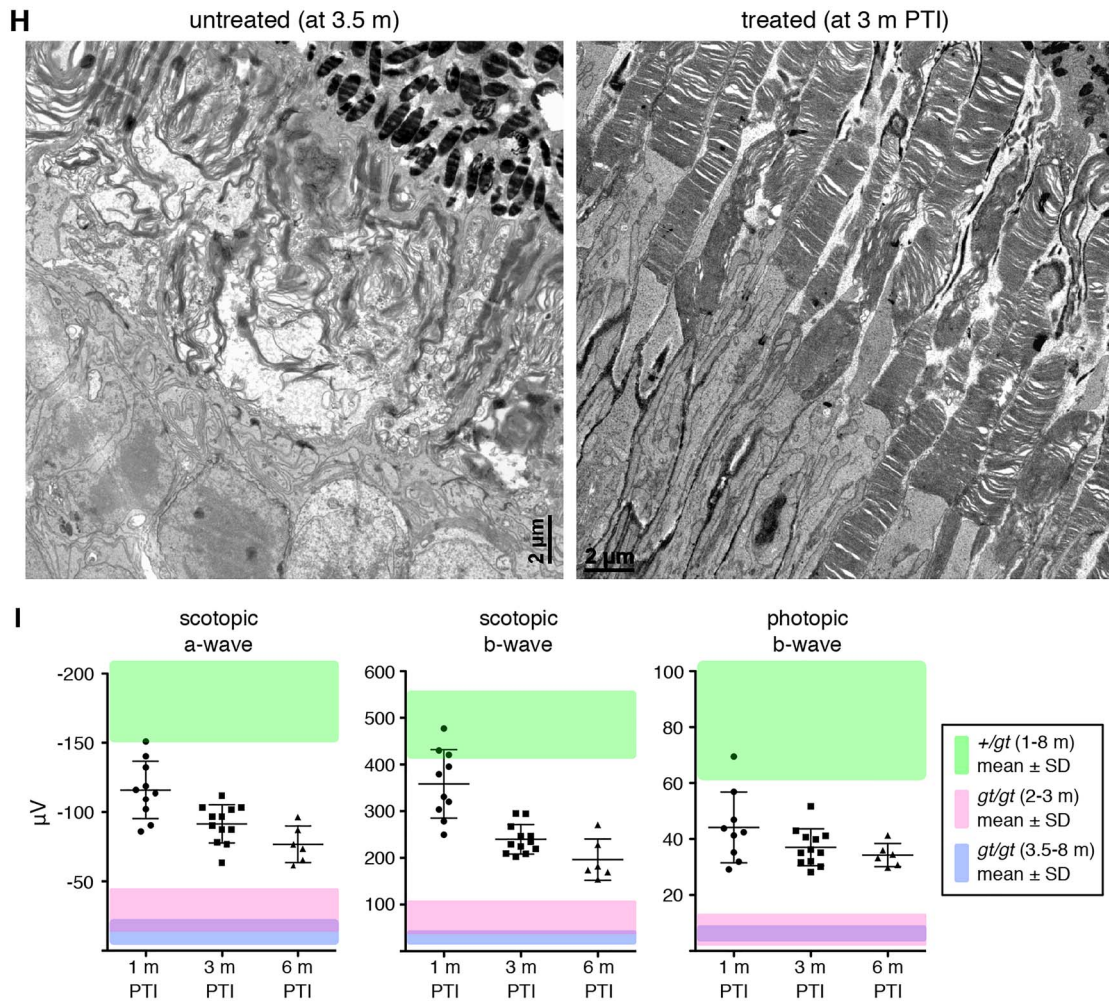 H
untreated (at 3.5 m)
treated (at 3 m PTI)
2 μm
2 μm
I
scotopic
a-wave
scotopic
b-wave
photopic
b-wave
μV
-200
-150
-100
-50
600
500
400
300
200
100
100
80
60
40
20
1 m
PTI
3 m
PTI
6 m
PTI
1 m
PTI
3 m
PTI
6 m
PTI
1 m
PTI
3 m
PTI
6 m
PTI
+/gt (1-8 m)
mean ± SD
gt/gt (2-3 m)
mean ± SD
gt/gt (3.5-8 m)
mean ± SD